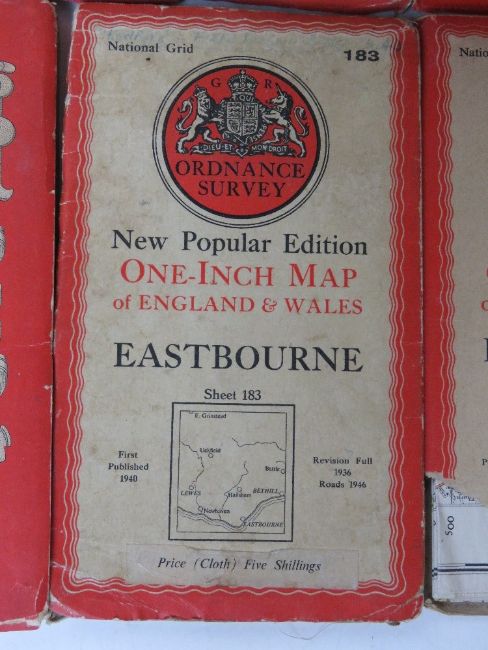 National Grid
183
G R
DIEU ET MON DROIT
ORDNANCE
SURVEY
New Popular Edition
ONE-INCH MAP
of ENGLAND & WALES
EASTBOURNE
Sheet 183
E. Grinstead
Uckfield
Battle
LEWES
Hailsham
BEXHILL
Newhaven
EASTBOURNE
First
Published
1940
Revision Full
1936
Roads 1946
Price (Cloth) Five Shillings
Natio
500